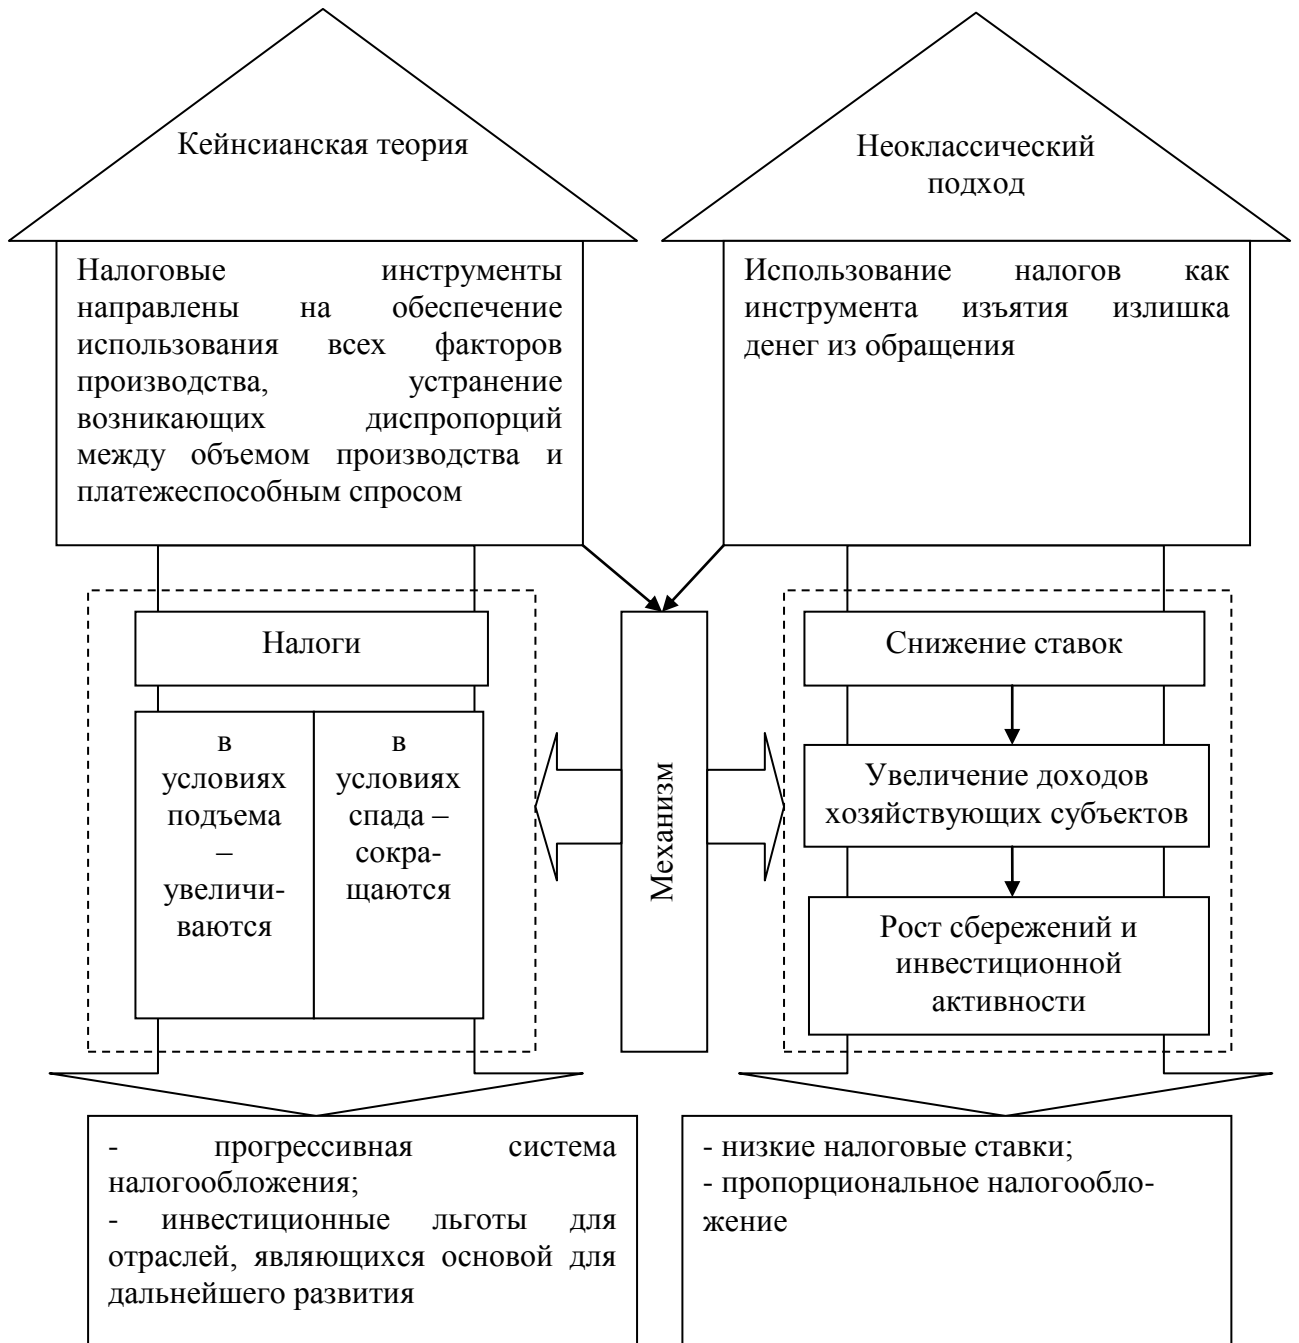 Кейнсианская теория
Неоклассический
подход
Налоговые инструменты
направлены на обеспечение
использования всех факторов
производства, устранение
возникающих диспропорций
между объемом производства и
платежеспособным спросом
Использование налогов как
инструмента изъятия излишка
денег из обращения
Налоги
в
условиях
подъема
–
увеличи-
ваются
в
условиях
спада –
сокра-
щаются
Механизм
Снижение ставок
Увеличение доходов
хозяйствующих субъектов
Рост сбережений и
инвестиционной
активности
- прогрессивная система
налогообложения;
- инвестиционные льготы для
отраслей, являющихся основой для
дальнейшего развития
- низкие налоговые ставки;
- пропорциональное налогообло-
жение